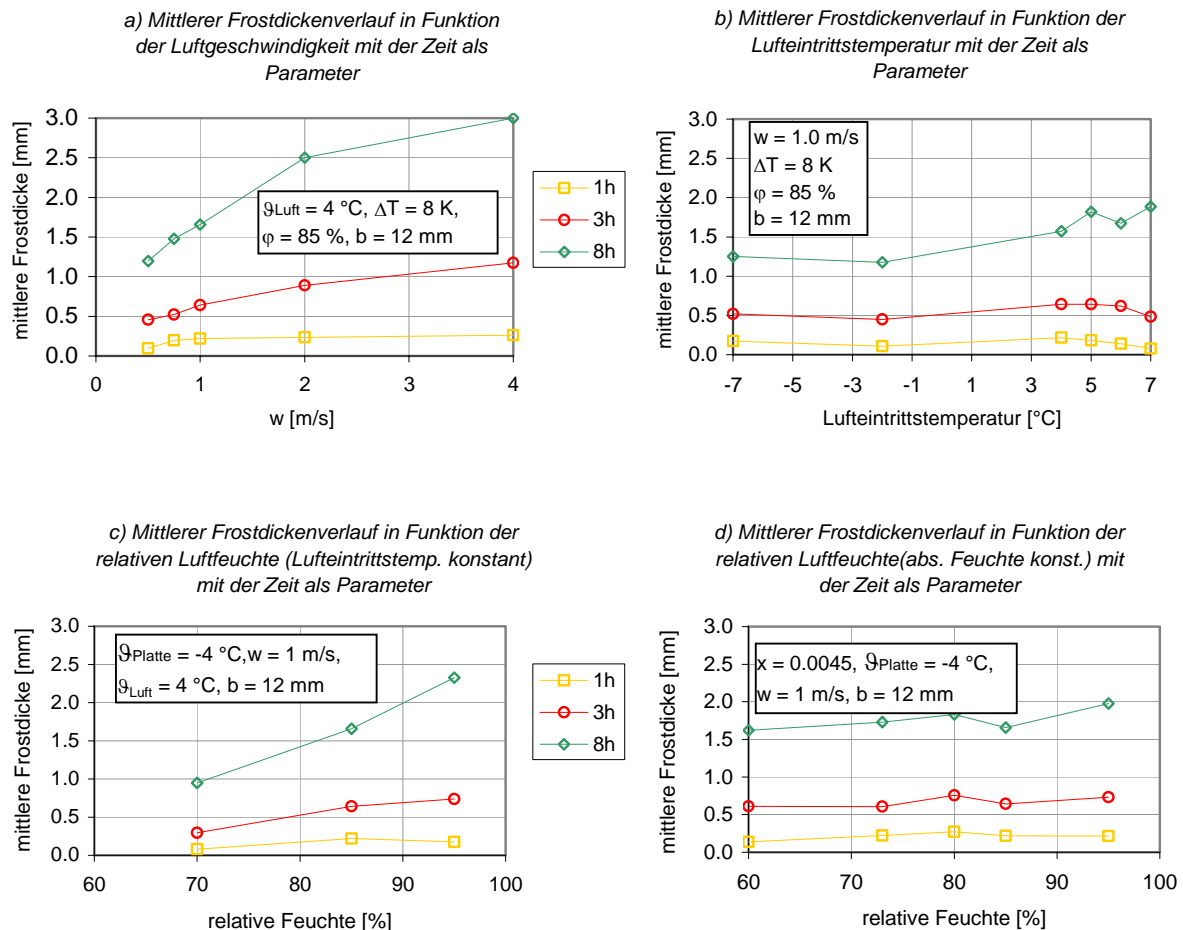 a) Mittlerer Frostdickenverlauf in Funktion
der Luftgeschwindigkeit mit der Zeit als
Parameter
mittlere Frostdicke [mm]
3.0
2.5
2.0
1.5
1.0
0.5
0.0
ϑLuft = 4 °C, ΔT = 8 K,
φ = 85 %, b = 12 mm
0 1 2 3 4
w [m/s]
1h
3h
8h
b) Mittlerer Frostdickenverlauf in Funktion der
Lufteintrittstemperatur mit der Zeit als
Parameter
mittlere Frostdicke [mm]
3.0
2.5
2.0
1.5
1.0
0.5
0.0
w = 1.0 m/s
ΔT = 8 K
φ = 85 %
b = 12 mm
-7 -5 -3 -1 1 3 5 7
Lufteintrittstemperatur [°C]
c) Mittlerer Frostdickenverlauf in Funktion der
relativen Luftfeuchte (Lufteintrittstemp. konstant)
mit der Zeit als Parameter
mittlere Frostdicke [mm]
3.0
2.5
2.0
1.5
1.0
0.5
0.0
ϑPlatte = -4 °C,w = 1 m/s,
ϑLuft = 4 °C, b = 12 mm
60 70 80 90 100
relative Feuchte [%]
1h
3h
8h
d) Mittlerer Frostdickenverlauf in Funktion der
relativen Luftfeuchte(abs. Feuchte konst.) mit
der Zeit als Parameter
mittlere Frostdicke [mm]
3.0
2.5
2.0
1.5
1.0
0.5
0.0
x = 0.0045, ϑPlatte = -4 °C,
w = 1 m/s, b = 12 mm
60 70 80 90 100
relative Feuchte [%]